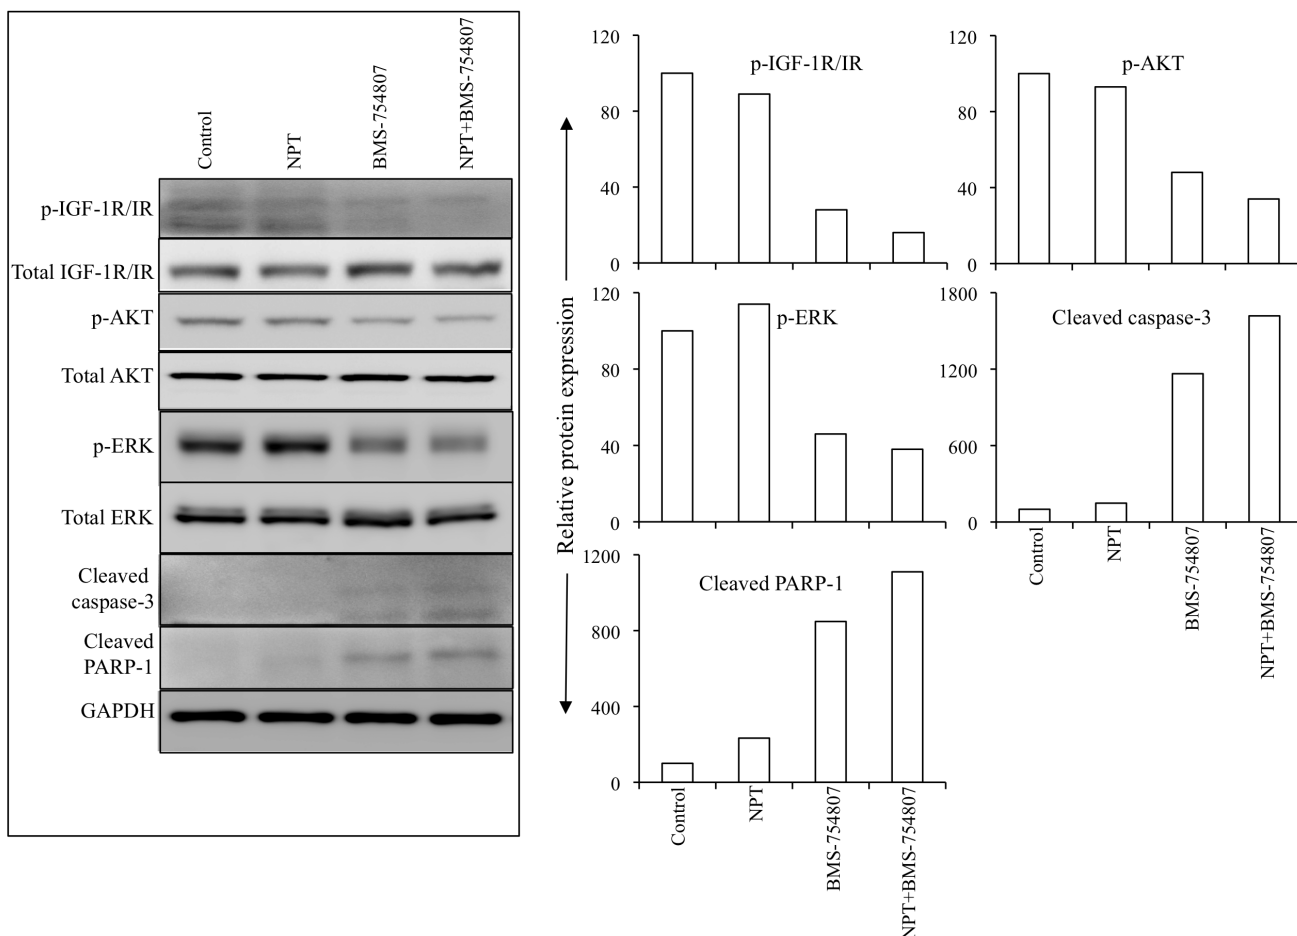 Control
NPT
BMS-754807
NPT+BMS-754807
p-IGF-1R/IR
Total IGF-1R/IR
p-AKT
Total AKT
p-ERK
Total ERK
Cleaved
caspase-3
Cleaved
PARP-1
GAPDH
Relative protein expression
120
80
40
0
p-IGF-1R/IR
120
80
40
0
p-AKT
120
80
40
0
p-ERK
1800
1200
600
0
Cleaved caspase-3
Control
NPT
BMS-754807
NPT+BMS-754807
1200
800
400
0
Cleaved PARP-1
Control
NPT
BMS-754807
NPT+BMS-754807